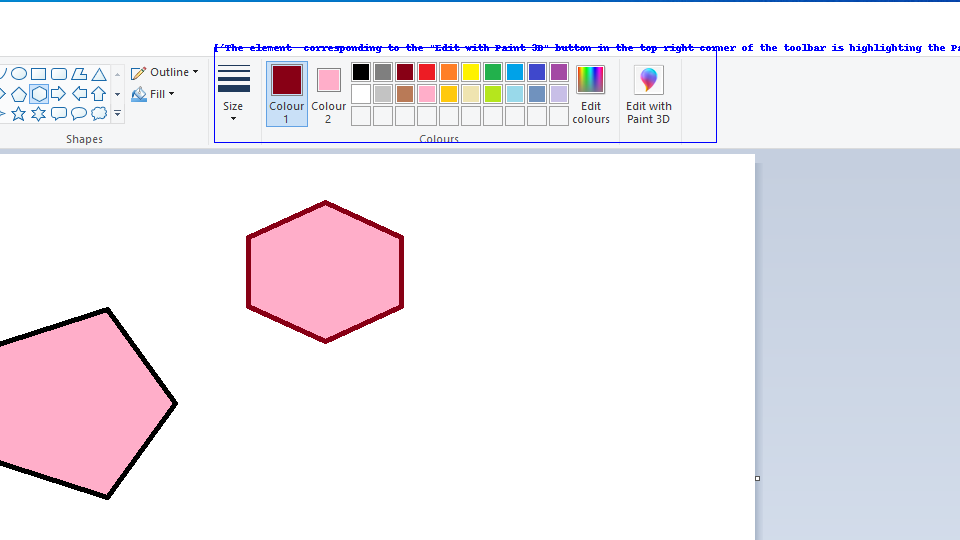 ['The element corresponding to the "Edit with Paint 3D" button in the top right corner of the toolbar is highlighting the
Outline
Fill
Shapes
Size
Colour
1
Colour
2
Edit
colours
Edit with
Paint 3D
Colours